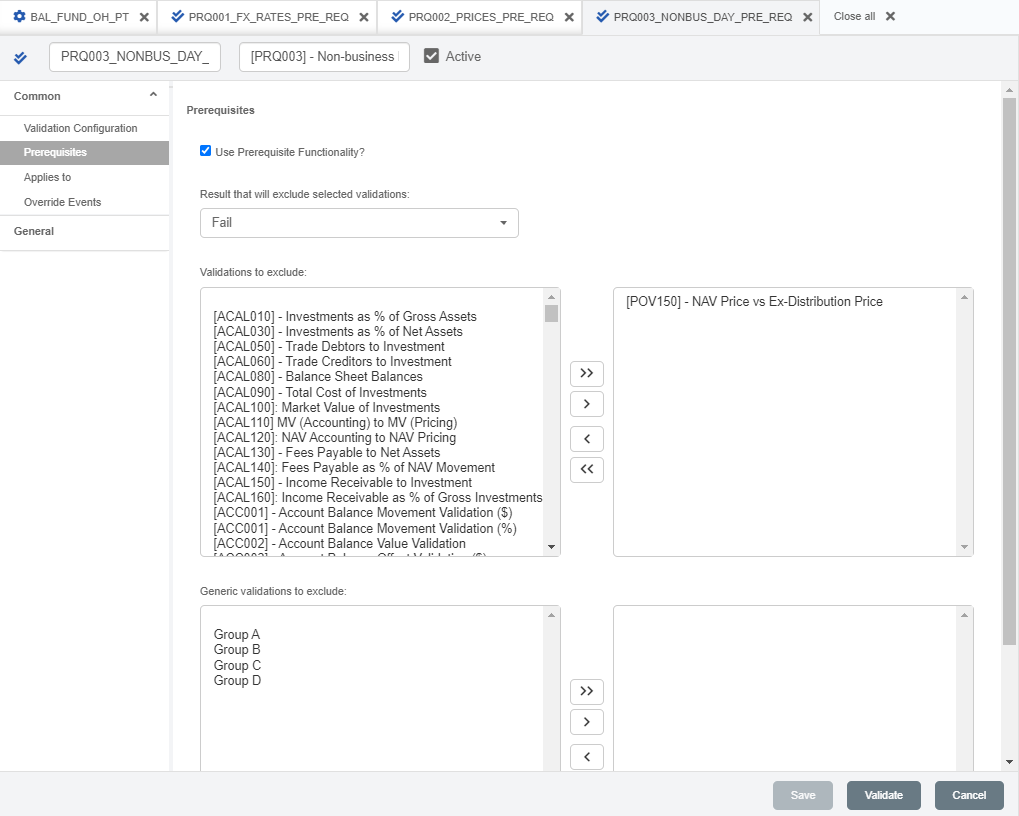 BAL_FUND_OH_PT PRQ001_FX_RATES_PRE_REQ PRQ002_PRICES_PRE_REQ PRQ003_NONBUS_DAY_PRE_REQ Close all
PRQ003_NONBUS_DAY_ [PRQ003] - Non-business Active
Common
Validation Configuration
Prerequisites
Applies to
Override Events
General
Prerequisites
Use Prerequisite Functionality?
Result that will exclude selected validations:
Fail
Validations to exclude:
[ACAL010] - Investments as % of Gross Assets
[ACAL030] - Investments as % of Net Assets
[ACAL050] - Trade Debtors to Investment
[ACAL060] - Trade Creditors to Investment
[ACAL080] - Balance Sheet Balances
[ACAL090] - Total Cost of Investments
[ACAL100]: Market Value of Investments
[ACAL110] MV (Accounting) to MV (Pricing)
[ACAL120]: NAV Accounting to NAV Pricing
[ACAL130] - Fees Payable to Net Assets
[ACAL140]: Fees Payable as % of NAV Movement
[ACAL150] - Income Receivable to Investment
[ACAL160]: Income Receivable as % of Gross Investments
[ACC001] - Account Balance Movement Validation ($)
[ACC001] - Account Balance Movement Validation (%)
[ACC002] - Account Balance Value Validation
>>
>
<
<<
[POV150] - NAV Price vs Ex-Distribution Price
Generic validations to exclude:
Group A
Group B
Group C
Group D
>>
>
<
Save Validate Cancel